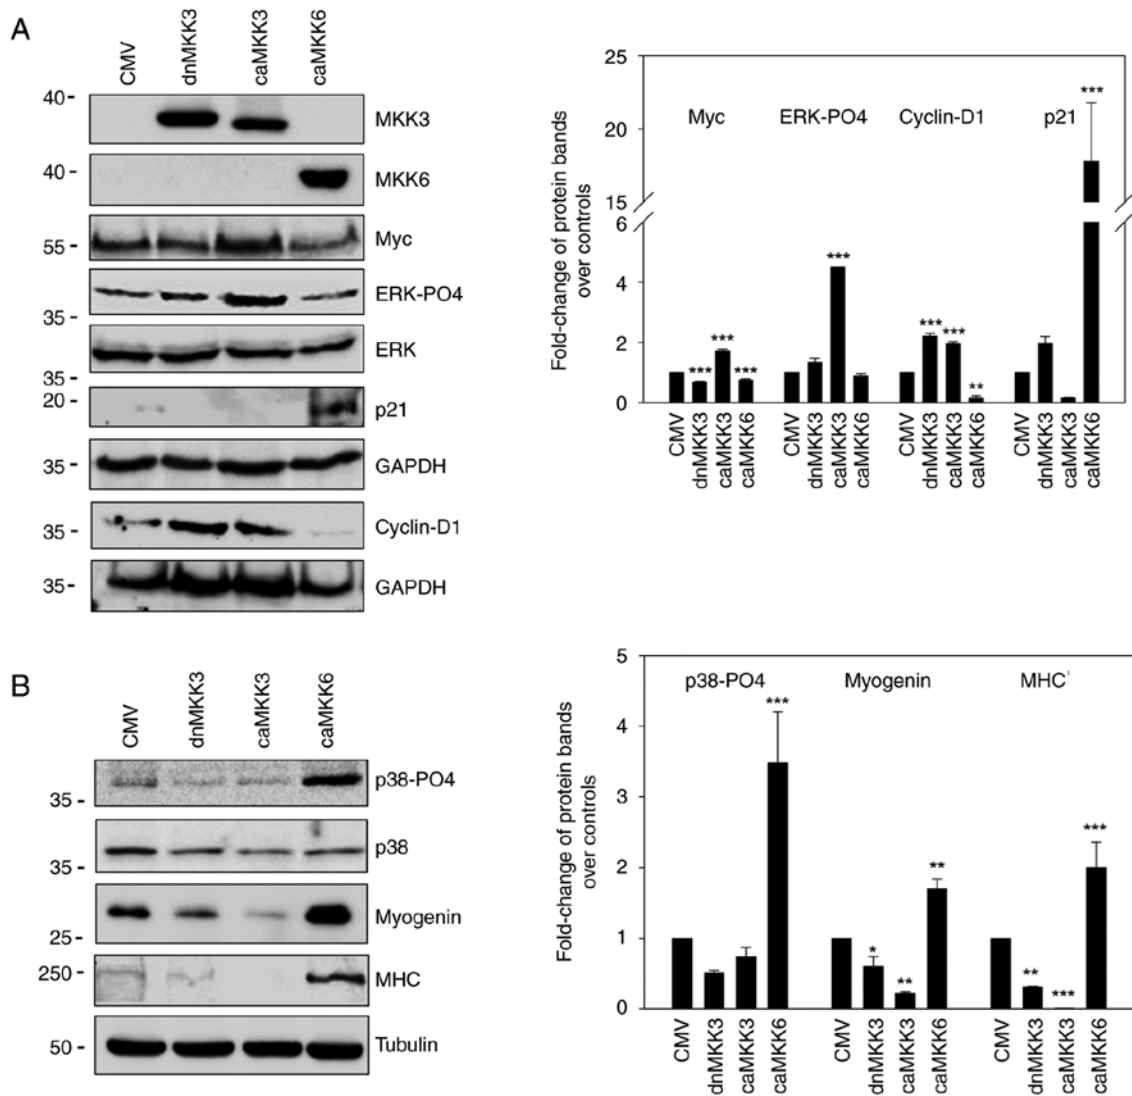 A
CMV
dnMKK3
caMKK3
caMKK6
40 -
MKK3
40 -
MKK6
55 -
Myc
35 -
ERK-PO4
35 -
ERK
20 -
p21
35 -
GAPDH
35 -
Cyclin-D1
35 -
GAPDH
Fold-change of protein bands
over controls
25
20
15
6
4
2
0
Myc
ERK-PO4
Cyclin-D1
p21
***
***
***
***
***
***
**
***
CMV
dnMKK3
caMKK3
caMKK6
CMV
dnMKK3
caMKK3
caMKK6
CMV
dnMKK3
caMKK3
caMKK6
CMV
dnMKK3
caMKK3
caMKK6
B
CMV
dnMKK3
caMKK3
caMKK6
35 -
p38-PO4
35 -
p38
25 -
Myogenin
250 -
MHC
50 -
Tubulin
Fold-change of protein bands
over controls
5
4
3
2
1
0
p38-PO4
Myogenin
MHC
***
*
**
**
**
***
***
CMV
dnMKK3
caMKK3
caMKK6
CMV
dnMKK3
caMKK3
caMKK6
CMV
dnMKK3
caMKK3
caMKK6